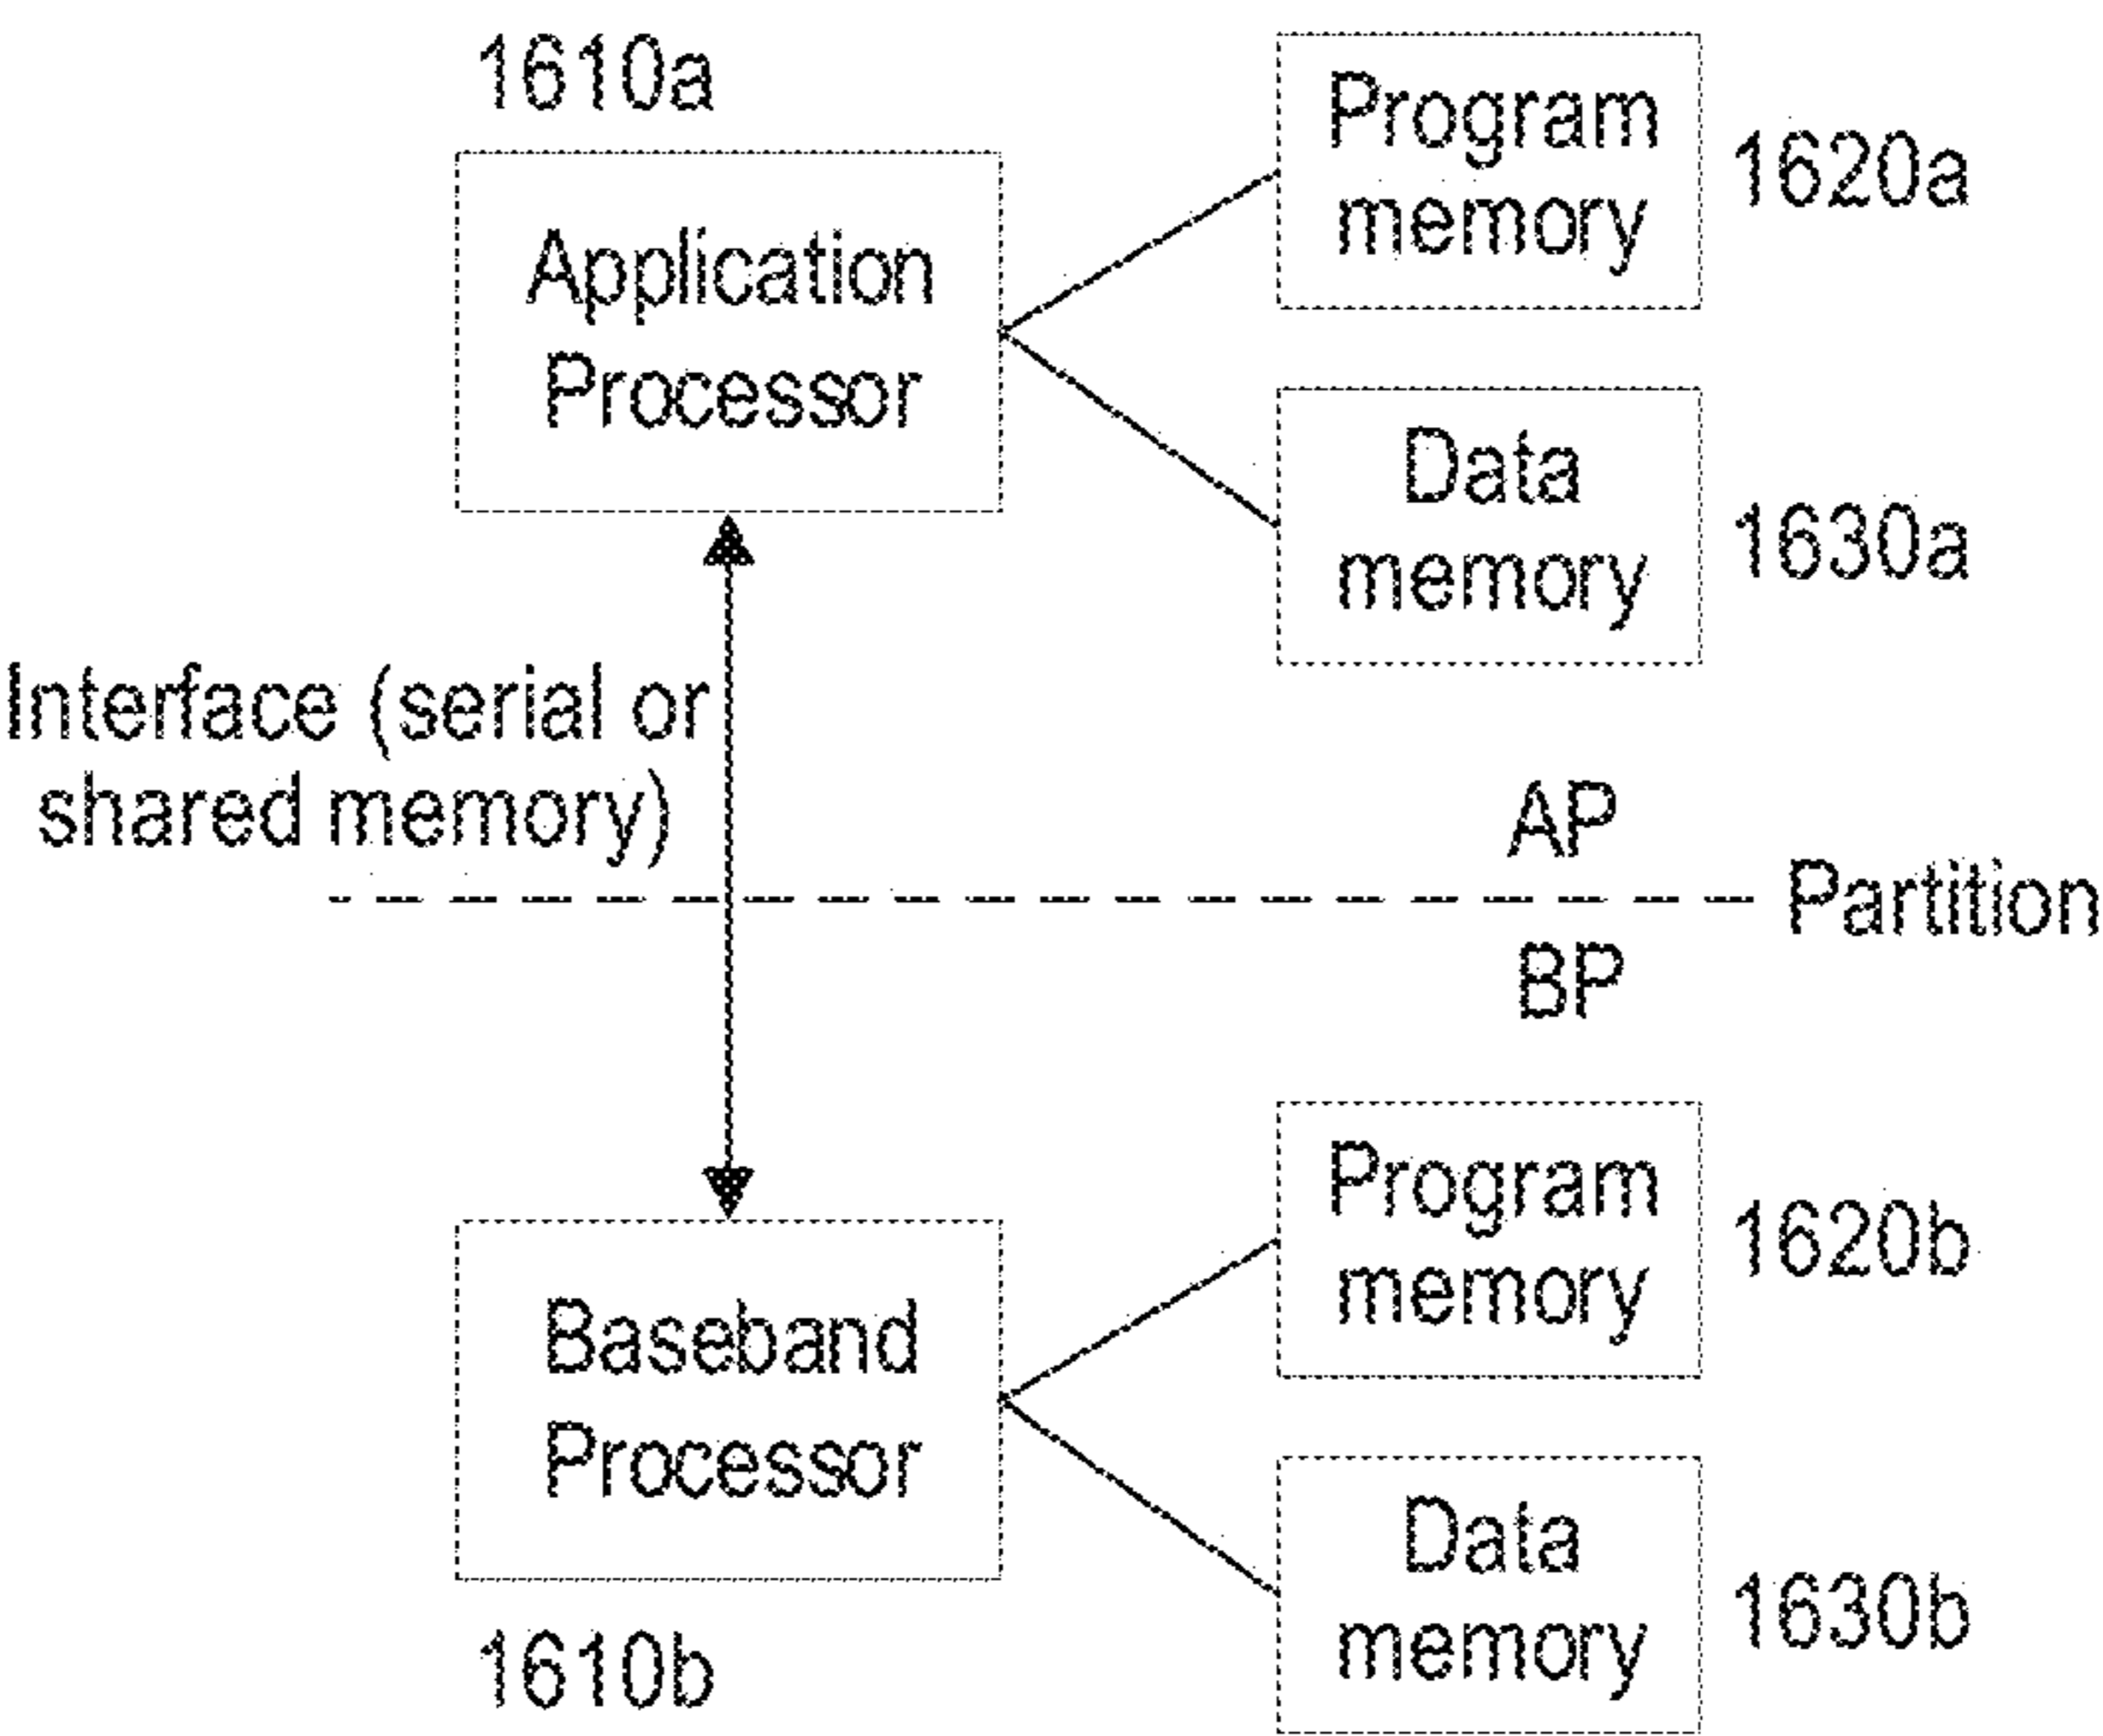 1610a
Application
Processor
Program
memory
1620a
Data
memory
1630a
Interface (serial or
shared memory)
AP
Partition
BP
Baseband
Processor
1610b
Program
memory
1620b
Data
memory
1630b